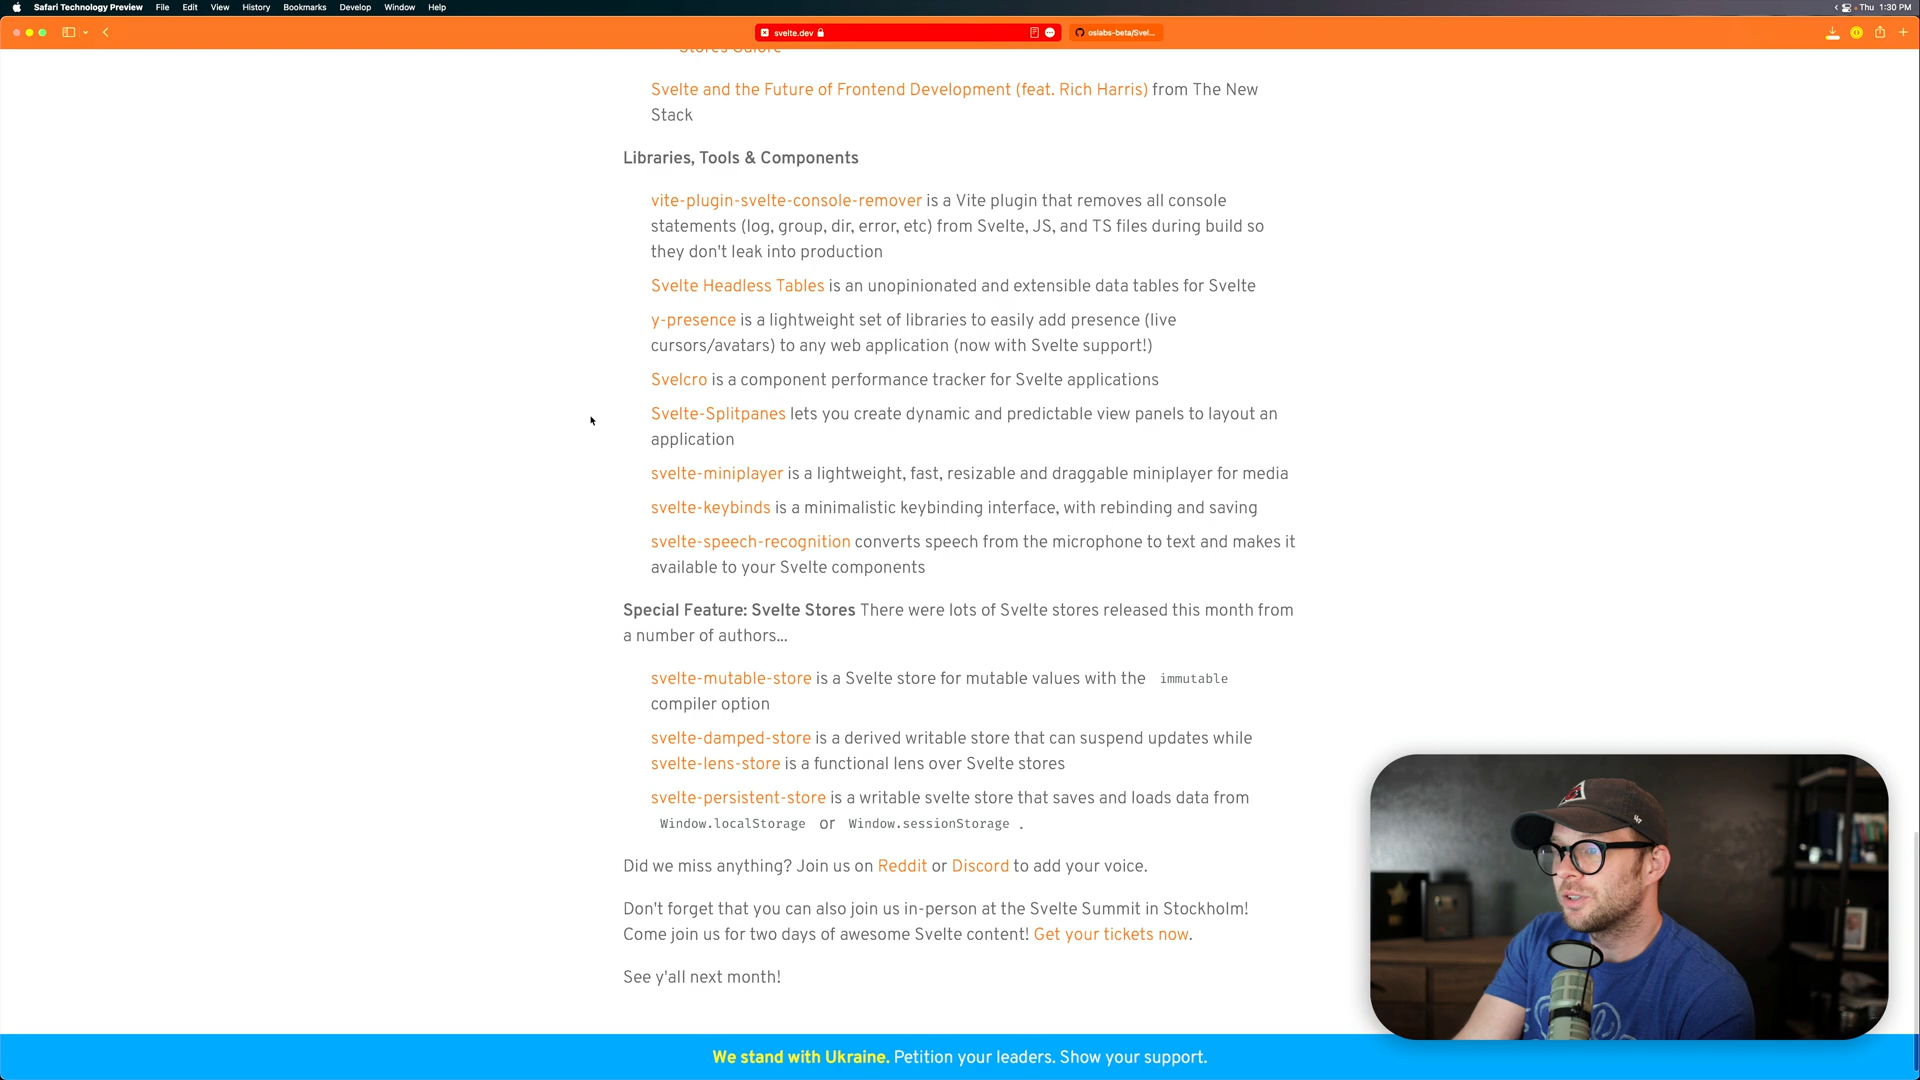 Safari Technology Preview File Edit View History Bookmarks Develop Window Help
Thu 1:30 PM
svelte.dev
oslabs-beta/Svel...
Stores Galore
Svelte and the Future of Frontend Development (feat. Rich Harris) from The New
Stack
Libraries, Tools & Components
vite-plugin-svelte-console-remover is a Vite plugin that removes all console
statements (log, group, dir, error, etc) from Svelte, JS, and TS files during build so
they don't leak into production
Svelte Headless Tables is an unopinionated and extensible data tables for Svelte
y-presence is a lightweight set of libraries to easily add presence (live
cursors/avatars) to any web application (now with Svelte support!)
Svelcro is a component performance tracker for Svelte applications
Svelte-Splitpanes lets you create dynamic and predictable view panels to layout an
application
svelte-miniplayer is a lightweight, fast, resizable and draggable miniplayer for media
svelte-keybinds is a minimalistic keybinding interface, with rebinding and saving
svelte-speech-recognition converts speech from the microphone to text and makes it
available to your Svelte components
Special Feature: Svelte Stores There were lots of Svelte stores released this month from
a number of authors...
svelte-mutable-store is a Svelte store for mutable values with the immutable
compiler option
svelte-damped-store is a derived writable store that can suspend updates while
svelte-lens-store is a functional lens over Svelte stores
svelte-persistent-store is a writable svelte store that saves and loads data from
Window.localStorage or Window.sessionStorage .
Did we miss anything? Join us on Reddit or Discord to add your voice.
Don't forget that you can also join us in-person at the Svelte Summit in Stockholm!
Come join us for two days of awesome Svelte content! Get your tickets now.
See y'all next month!
We stand with Ukraine. Petition your leaders. Show your support.